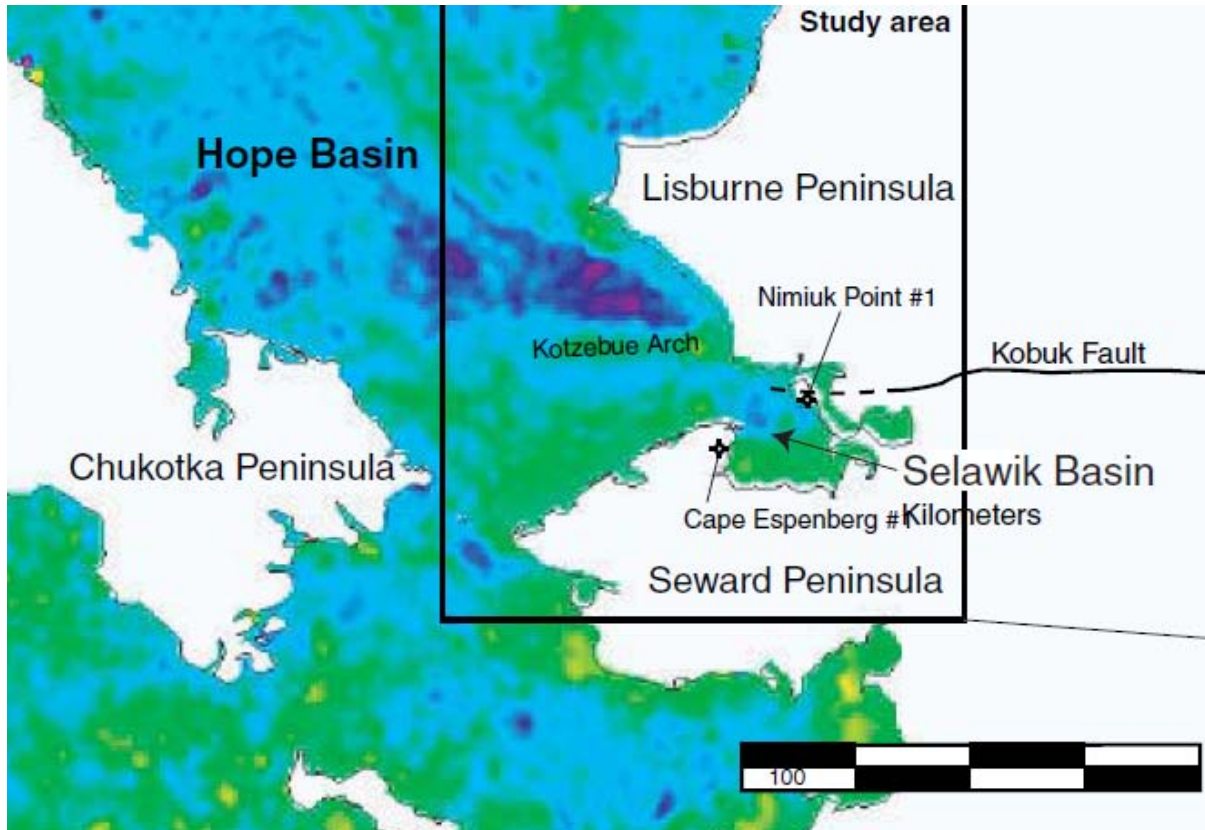 Study area
Hope Basin
Lisburne Peninsula
Nimiuk Point #1
Kotzebue Arch
Kobuk Fault
Chukotka Peninsula
Selawik Basin
Cape Espenberg #1
Kilometers
Seward Peninsula
100